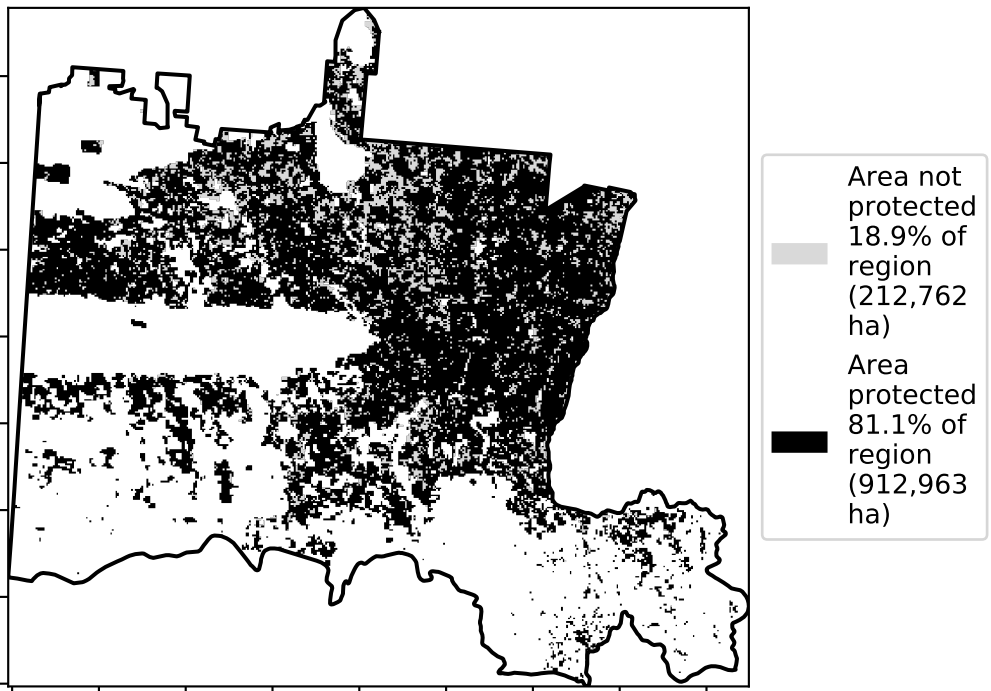 Area not
protected
18.9% of
region
(212,762
ha)
Area
protected
81.1% of
region
(912,963
ha)